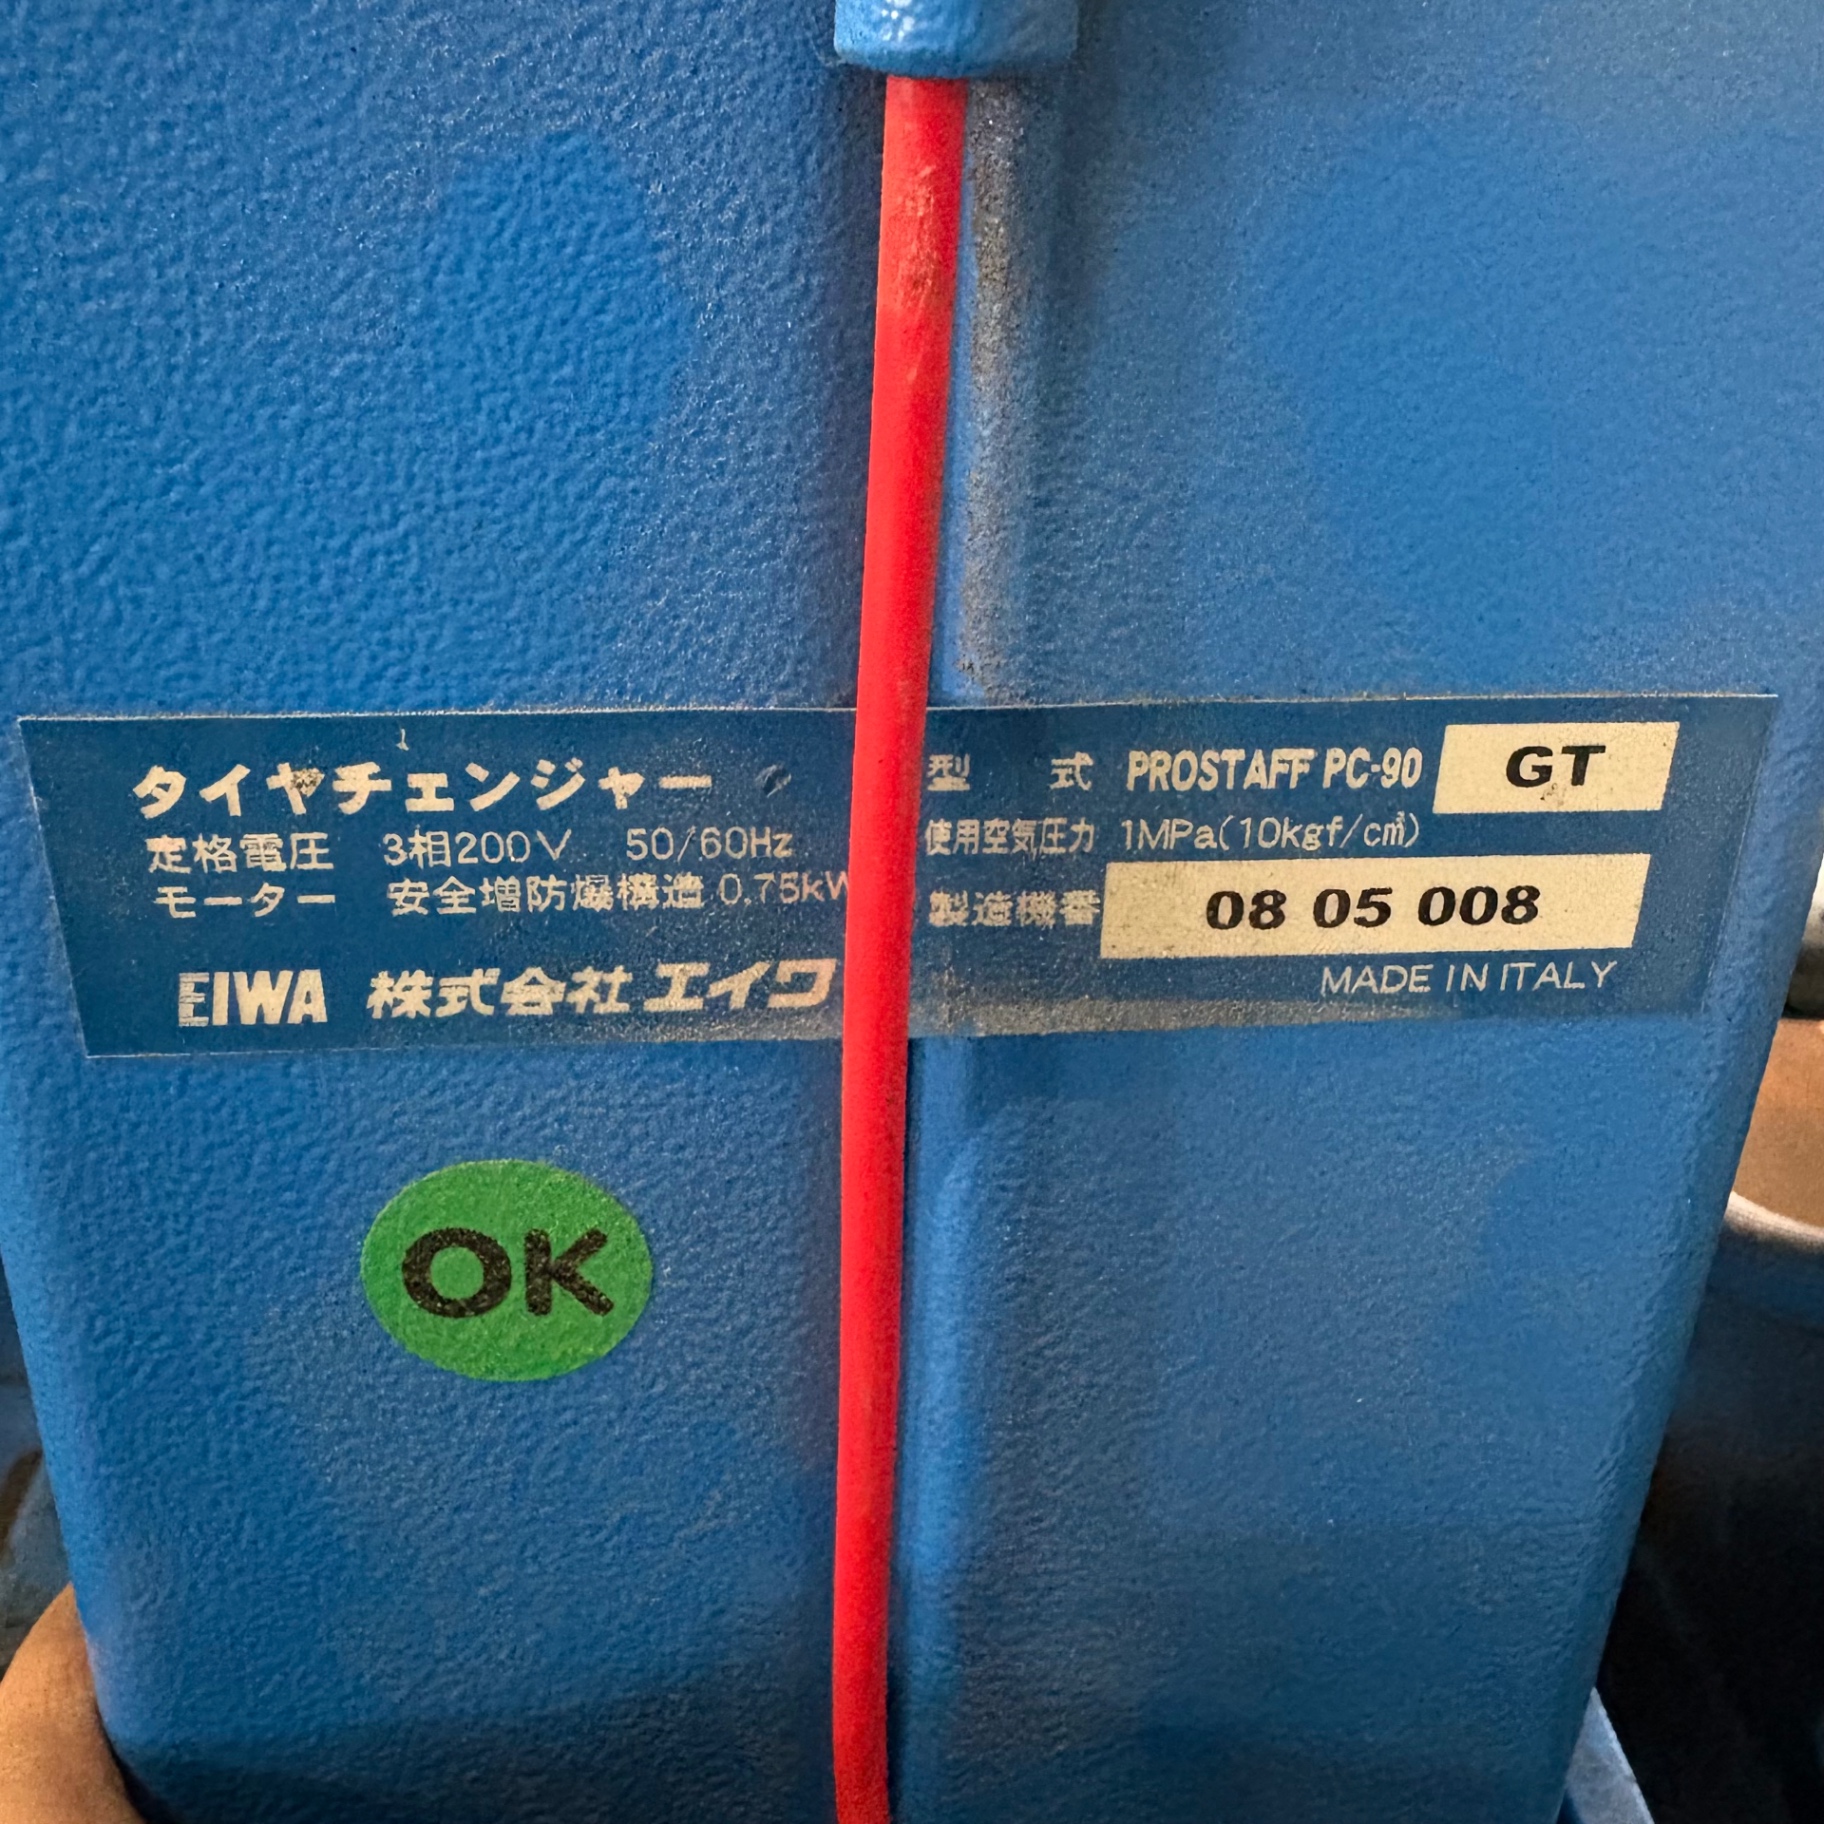 タイヤチェンジャー
定格電圧 3相200V 50/60Hz
モーター 安全増防爆構造 0.75kW
EIWA 株式会社エイワ
型 式 PROSTAFF PC-90 GT
使用空気圧力 1MPa(10kgf/c㎡)
製造機番 08 05 008
MADE IN ITALY
OK